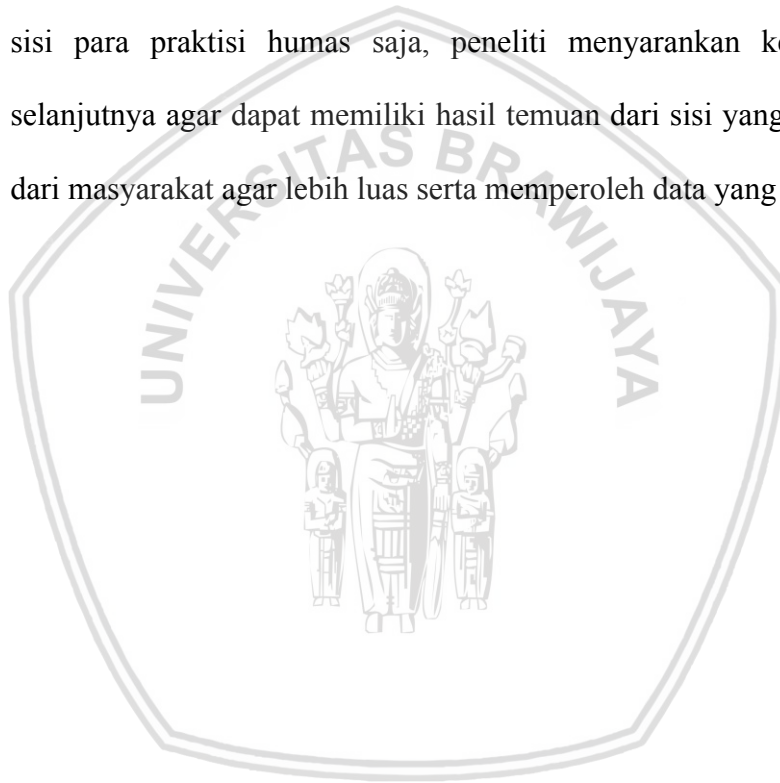 sisi para praktisi humas saja, peneliti menyarankan
selanjutnya agar dapat memiliki hasil temuan dari sisi yang
dari masyarakat agar lebih luas serta memperoleh data yang
UNIVERSITAS BRAWIJAYA